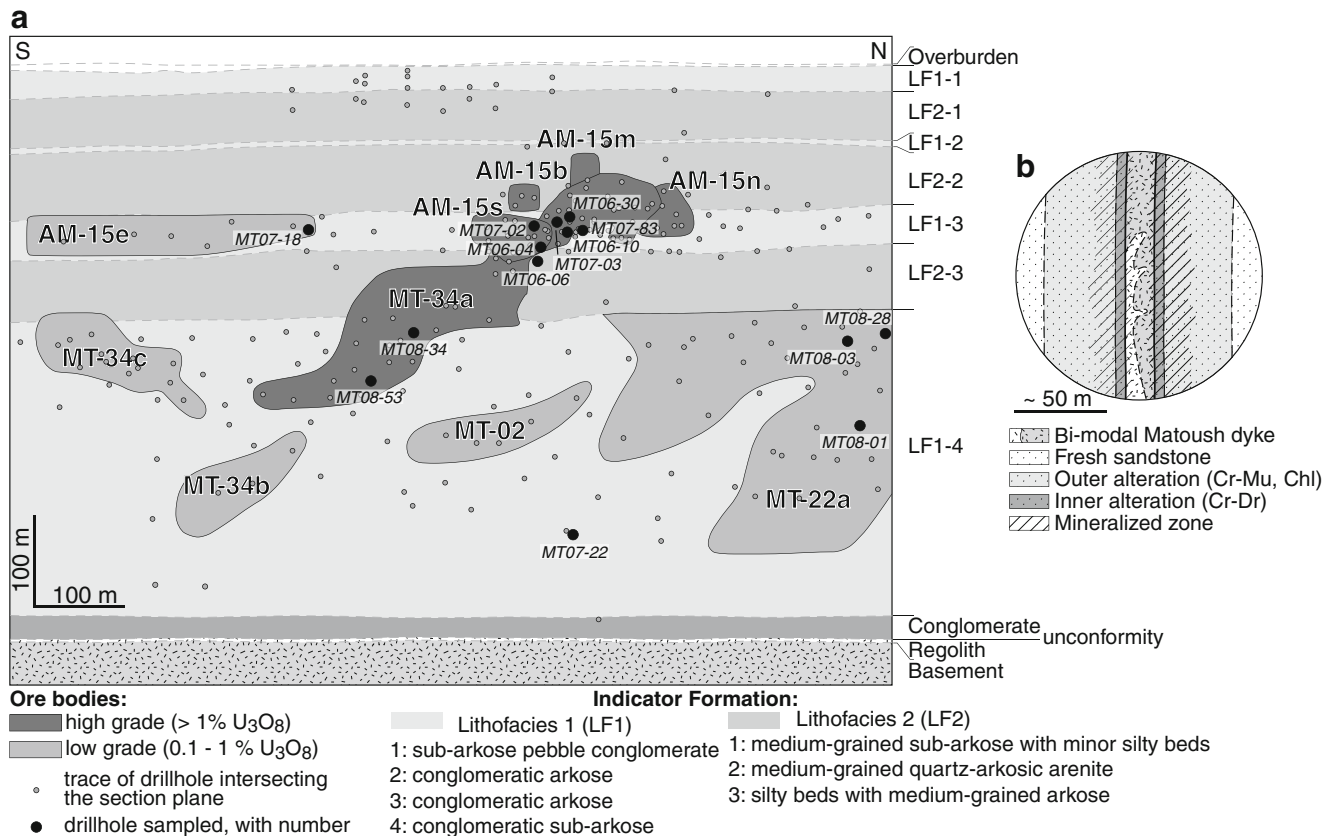 a
S
N
Overburden
LF1-1
LF2-1
LF1-2
LF2-2
LF1-3
LF2-3
LF1-4
Conglomerate
unconformity
Regolith
Basement
AM-15m
AM-15b
AM-15n
AM-15s
AM-15e
MT06-30
MT07-02
MT07-83
MT07-18
MT06-04
MT06-10
MT07-03
MT06-06
MT-34a
MT08-28
MT08-34
MT08-03
MT-34c
MT08-53
MT-02
MT08-01
MT-34b
MT-22a
MT07-22
100 m
100 m
b
~ 50 m
Bi-modal Matoush dyke
Fresh sandstone
Outer alteration (Cr-Mu, Chl)
Inner alteration (Cr-Dr)
Mineralized zone
Ore bodies:
high grade (> 1% U₃O₈)
low grade (0.1 - 1 % U₃O₈)
trace of drillhole intersecting
the section plane
drillhole sampled, with number
Indicator Formation:
Lithofacies 1 (LF1)
1: sub-arkose pebble conglomerate
2: conglomeratic arkose
3: conglomeratic arkose
4: conglomeratic sub-arkose
Lithofacies 2 (LF2)
1: medium-grained sub-arkose with minor silty beds
2: medium-grained quartz-arkosic arenite
3: silty beds with medium-grained arkose